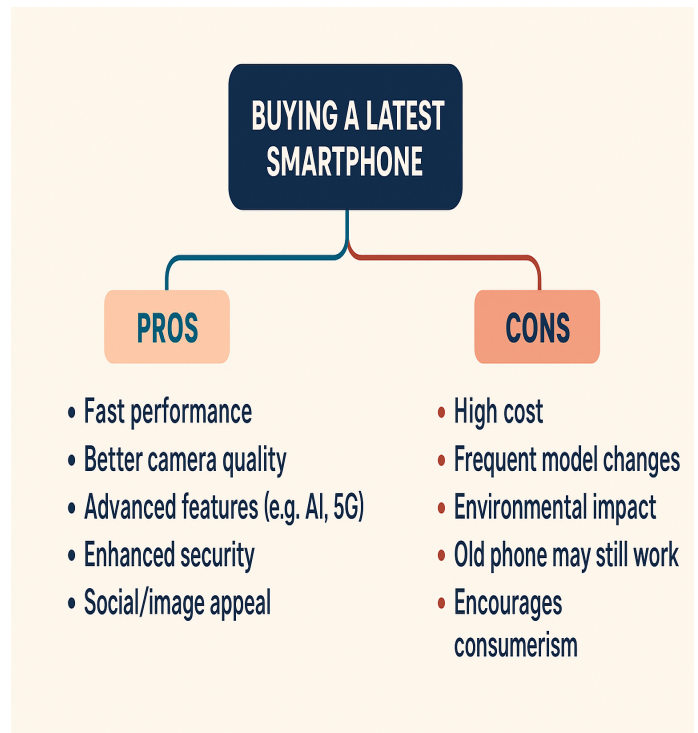 BUYING A LATEST
SMARTPHONE
PROS
• Fast performance
• Better camera quality
• Advanced features (e.g. AI, 5G)
• Enhanced security
• Social/image appeal
CONS
• High cost
• Frequent model changes
• Environmental impact
• Old phone may still work
• Encourages
consumerism